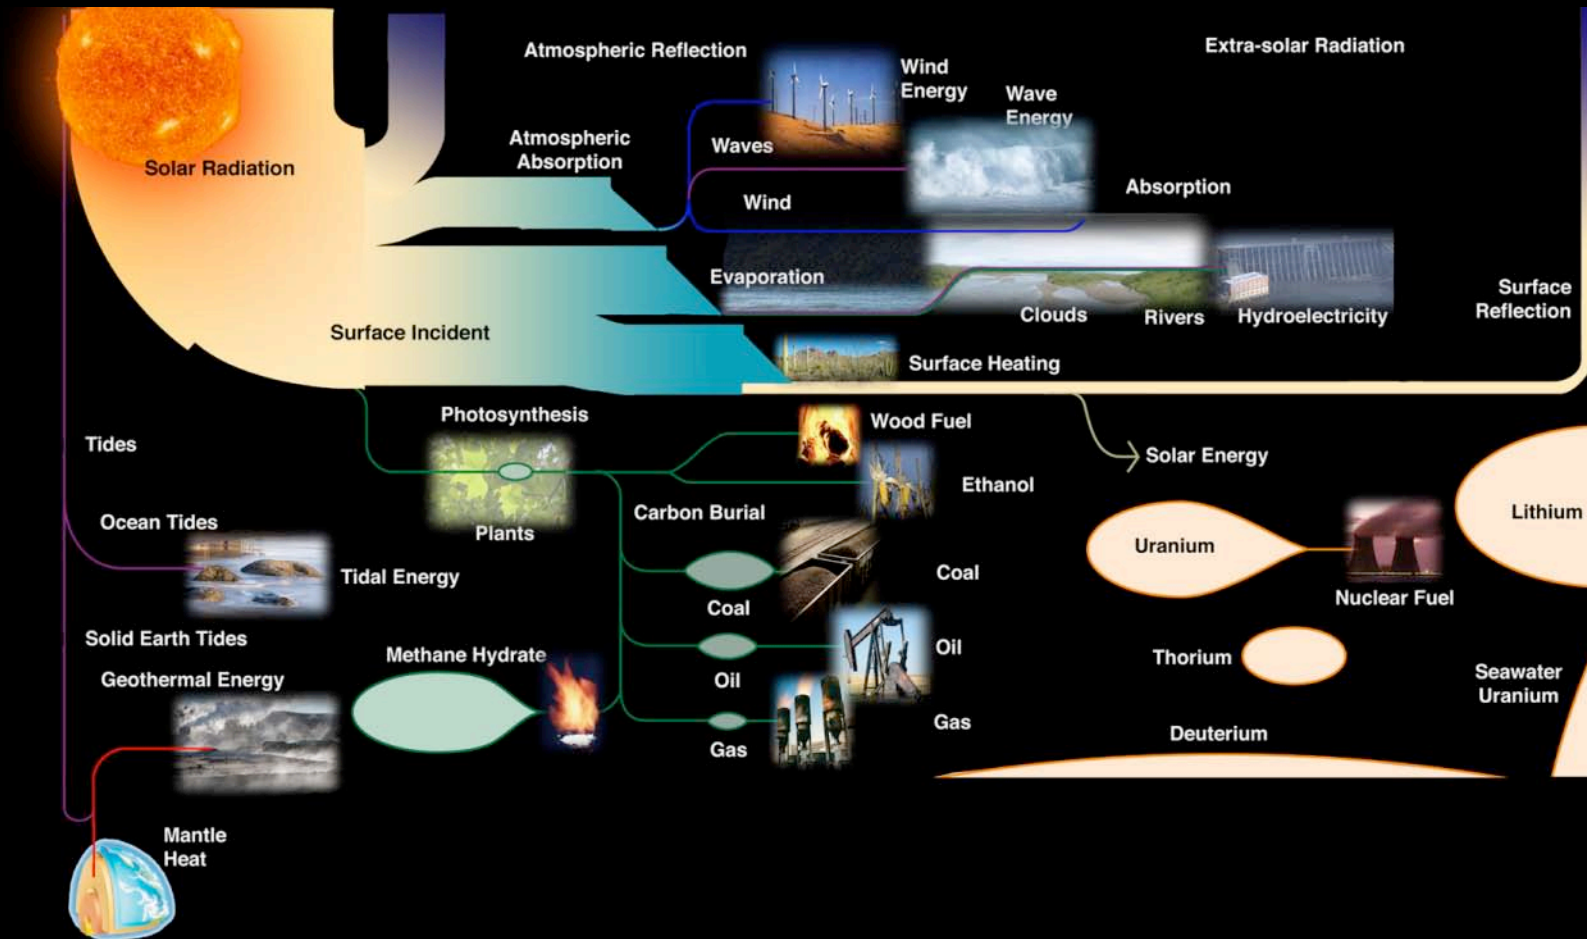 Atmospheric Reflection
Extra-solar Radiation
Wind
Energy
Wave
Energy
Atmospheric
Absorption
Waves
Solar Radiation
Absorption
Wind
Evaporation
Surface
Reflection
Clouds
Rivers
Hydroelectricity
Surface Incident
Surface Heating
Photosynthesis
Wood Fuel
Tides
Solar Energy
Ethanol
Ocean Tides
Carbon Burial
Lithium
Plants
Uranium
Tidal Energy
Coal
Coal
Nuclear Fuel
Solid Earth Tides
Methane Hydrate
Oil
Thorium
Geothermal Energy
Oil
Seawater
Uranium
Gas
Deuterium
Gas
Mantle
Heat